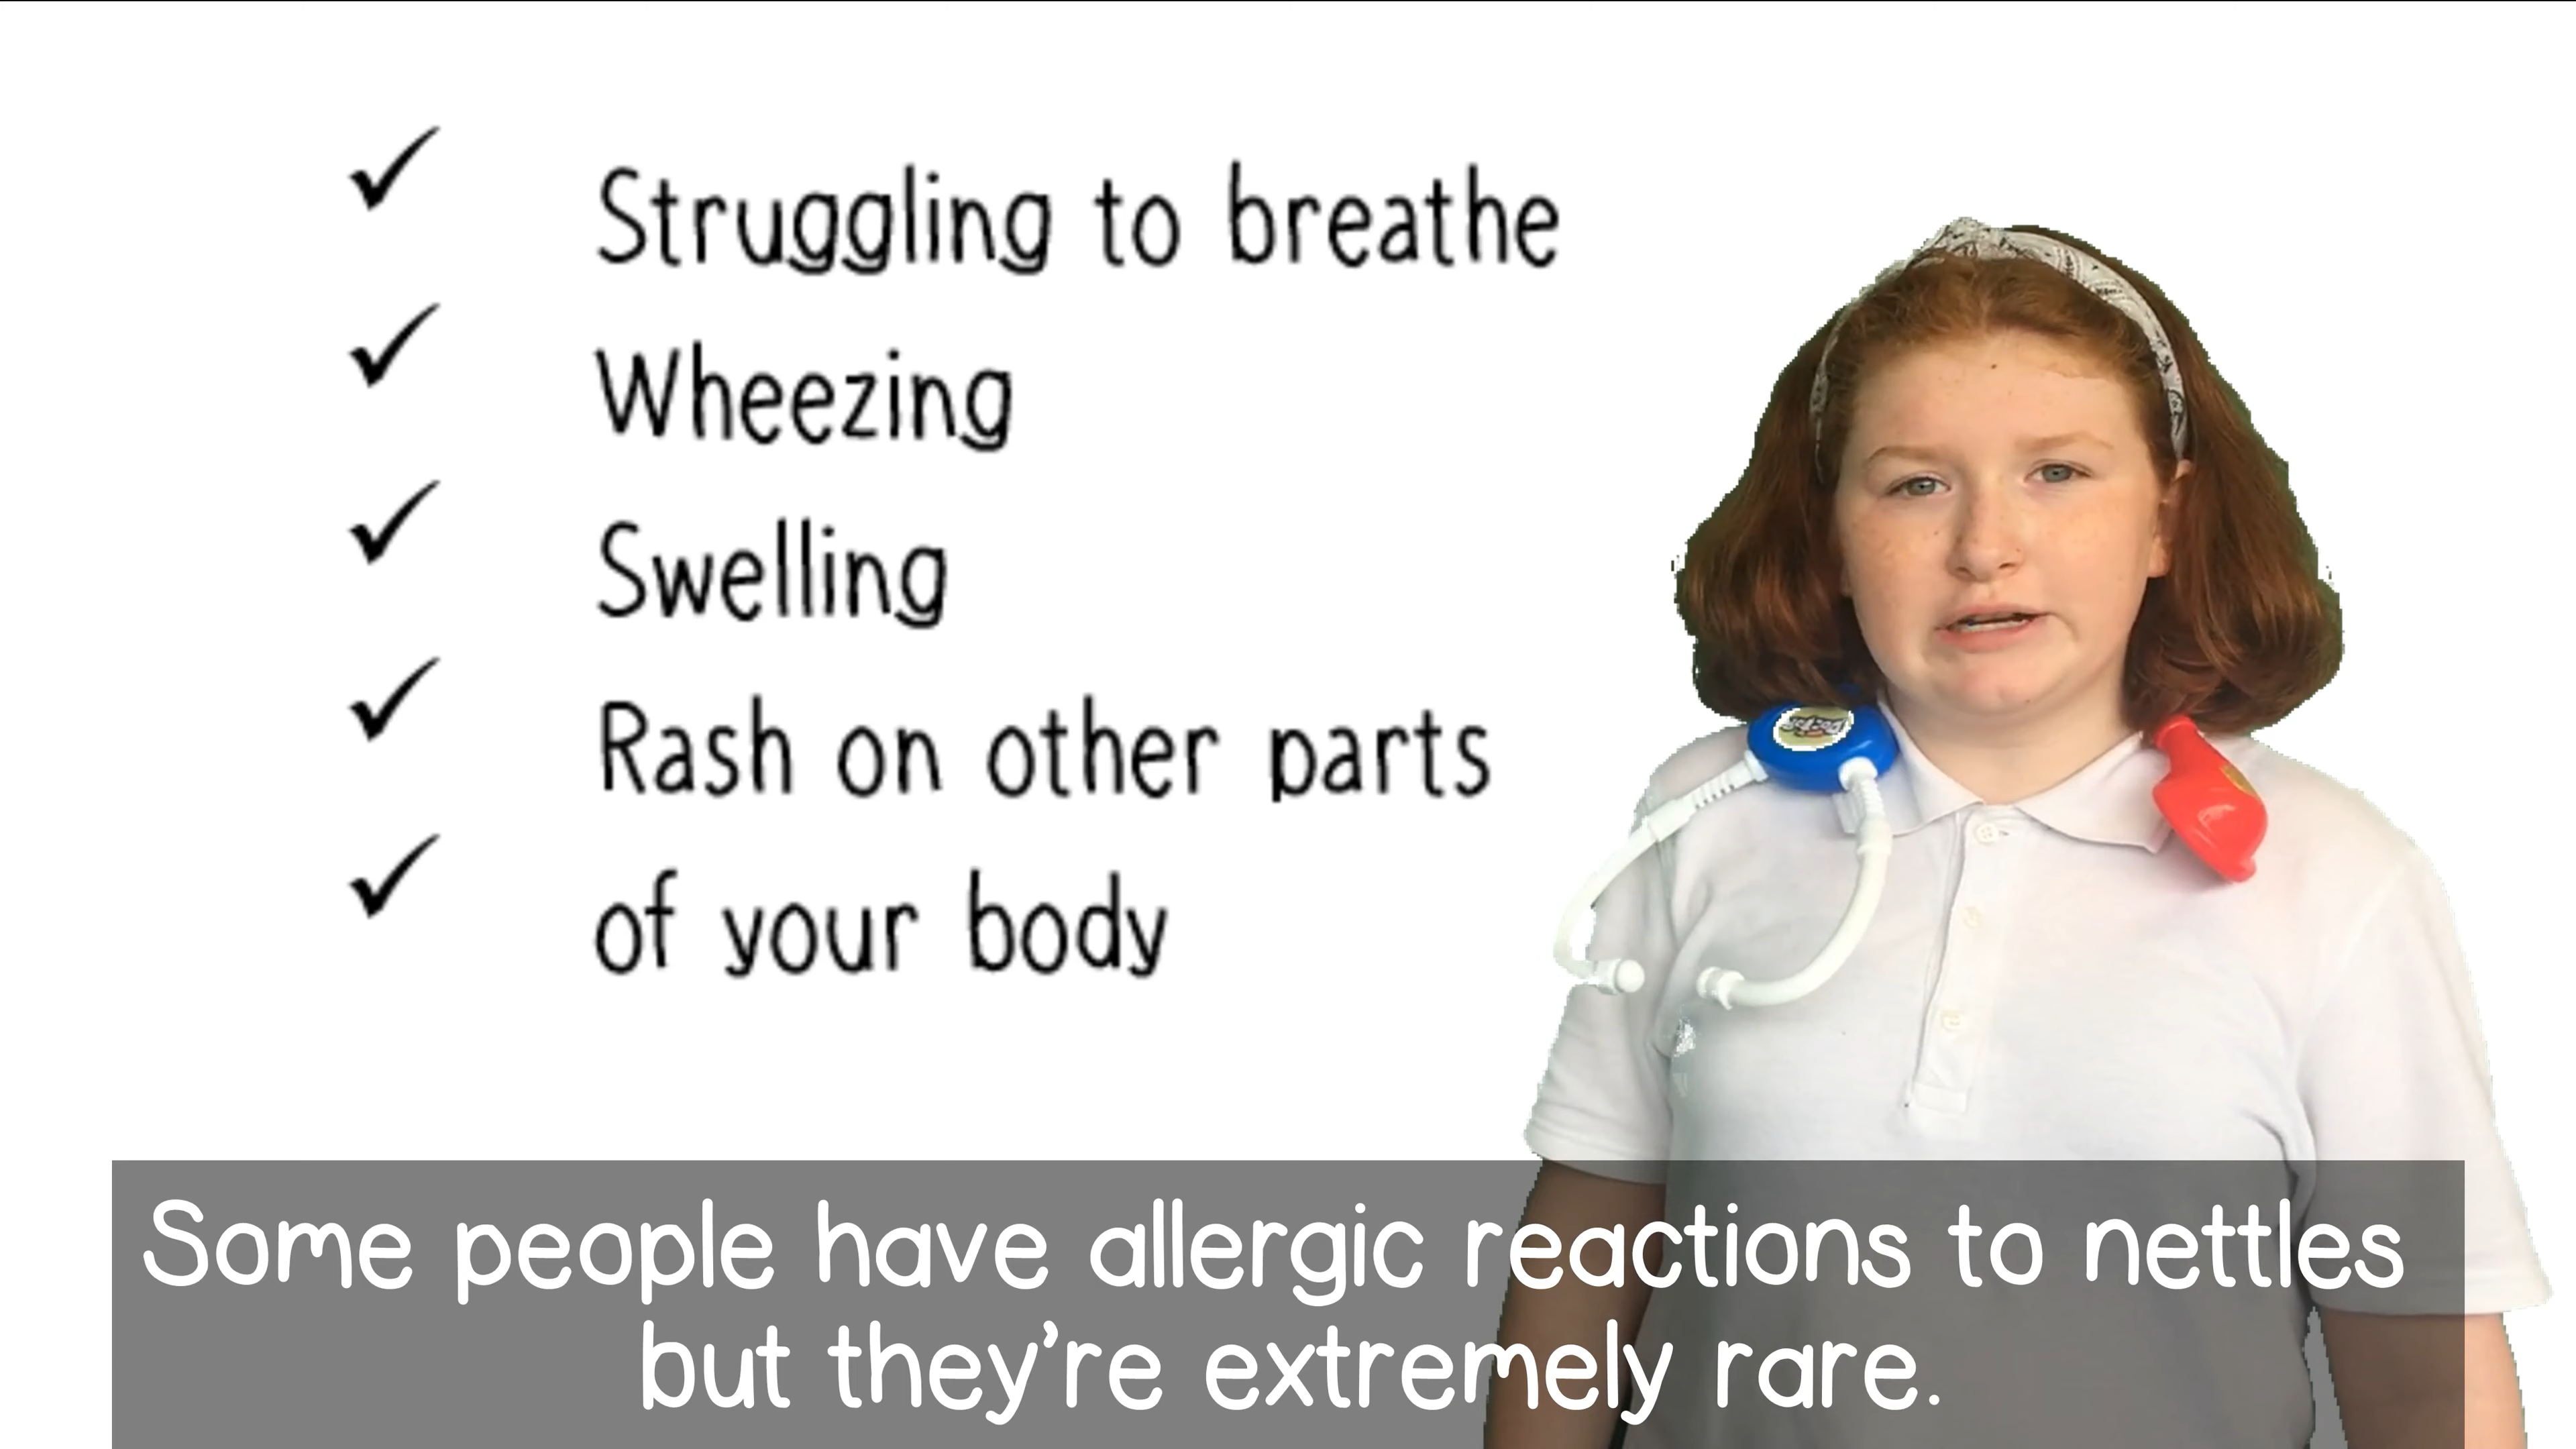 Struggling to breathe
Wheezing
Swelling
Rash on other parts
of your body
Some people have allergic reactions to nettles
but they're extremely rare.